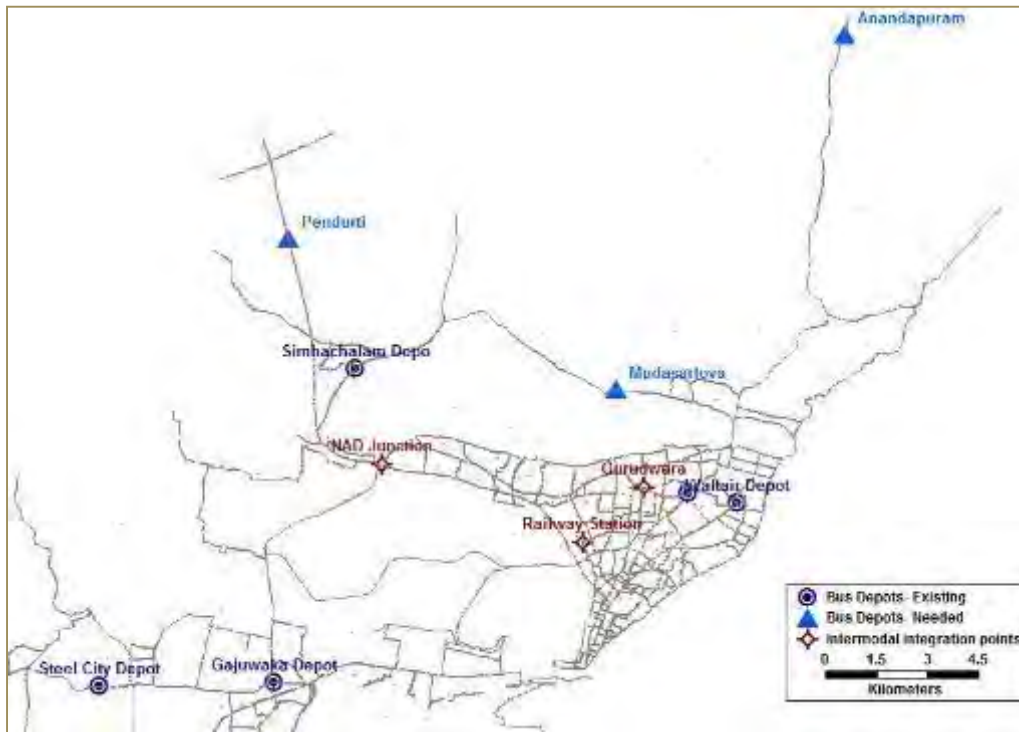 Anandapuram
Pendurti
Simhachalam Depo
Mudasarlova
NAD Junction
Gurudwara
Waltair Depot
Railway Station
Steel City Depot
Gajuwaka Depot
Bus Depots- Existing
Bus Depots- Needed
Intermodal integration points
0 1.5 3 4.5
Kilometers